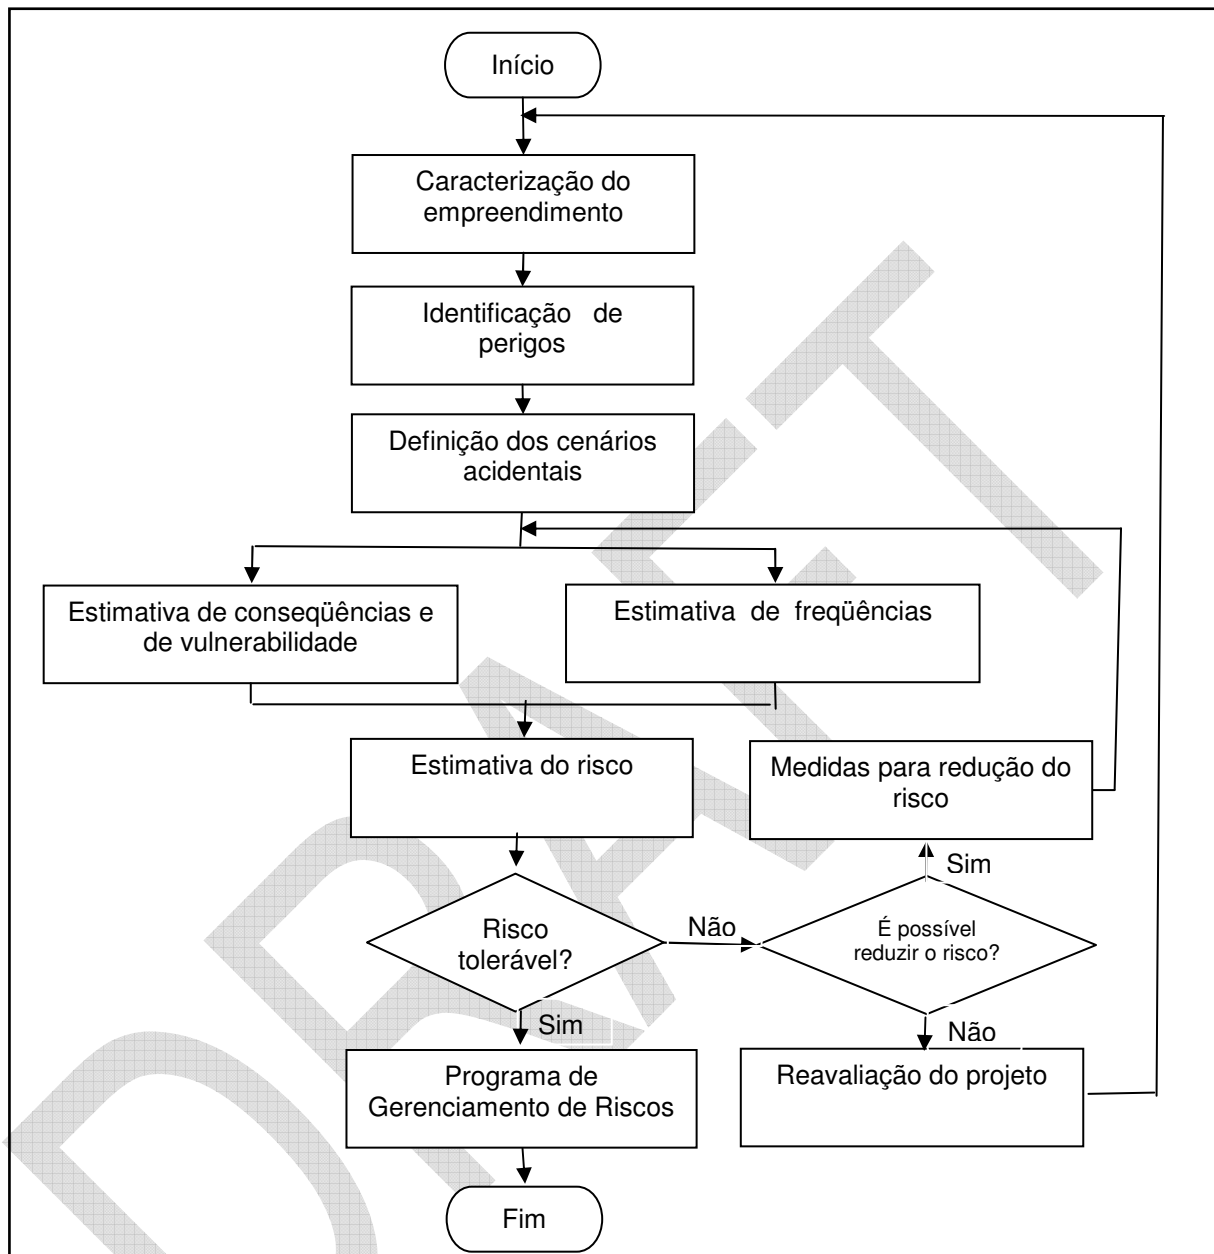 Início
Caracterização do
empreendimento
Identificação de
perigos
Definição dos cenários
acidentais
Estimativa de conseqüências e
de vulnerabilidade
Estimativa de freqüências
Estimativa do risco
Medidas para redução do
risco
Sim
Risco
tolerável?
Não
É possível
reduzir o risco?
Sim
Não
Programa de
Gerenciamento de Riscos
Reavaliação do projeto
Fim
DRAFT